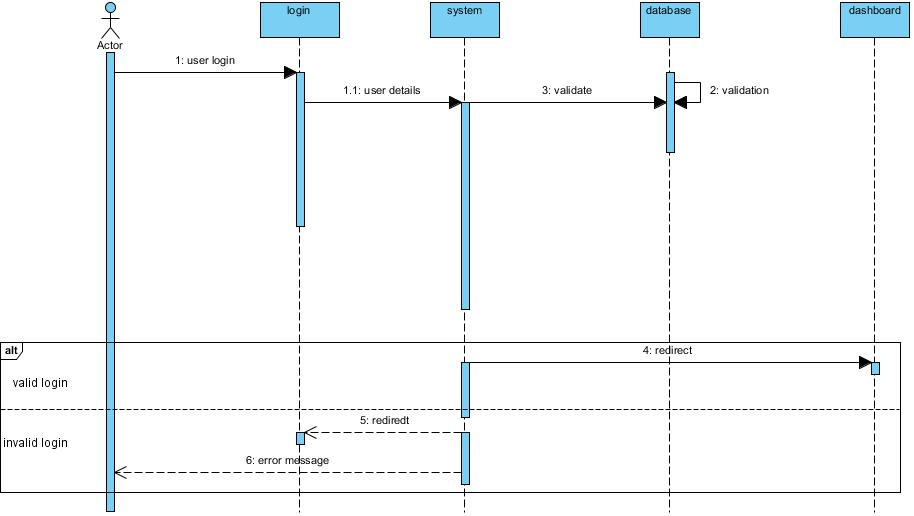 login
system
database
dashboard
Actor
1: user login
1.1: user details
3: validate
2: validation
alt
4: redirect
valid login
5: rediredt
invalid login
6: error message